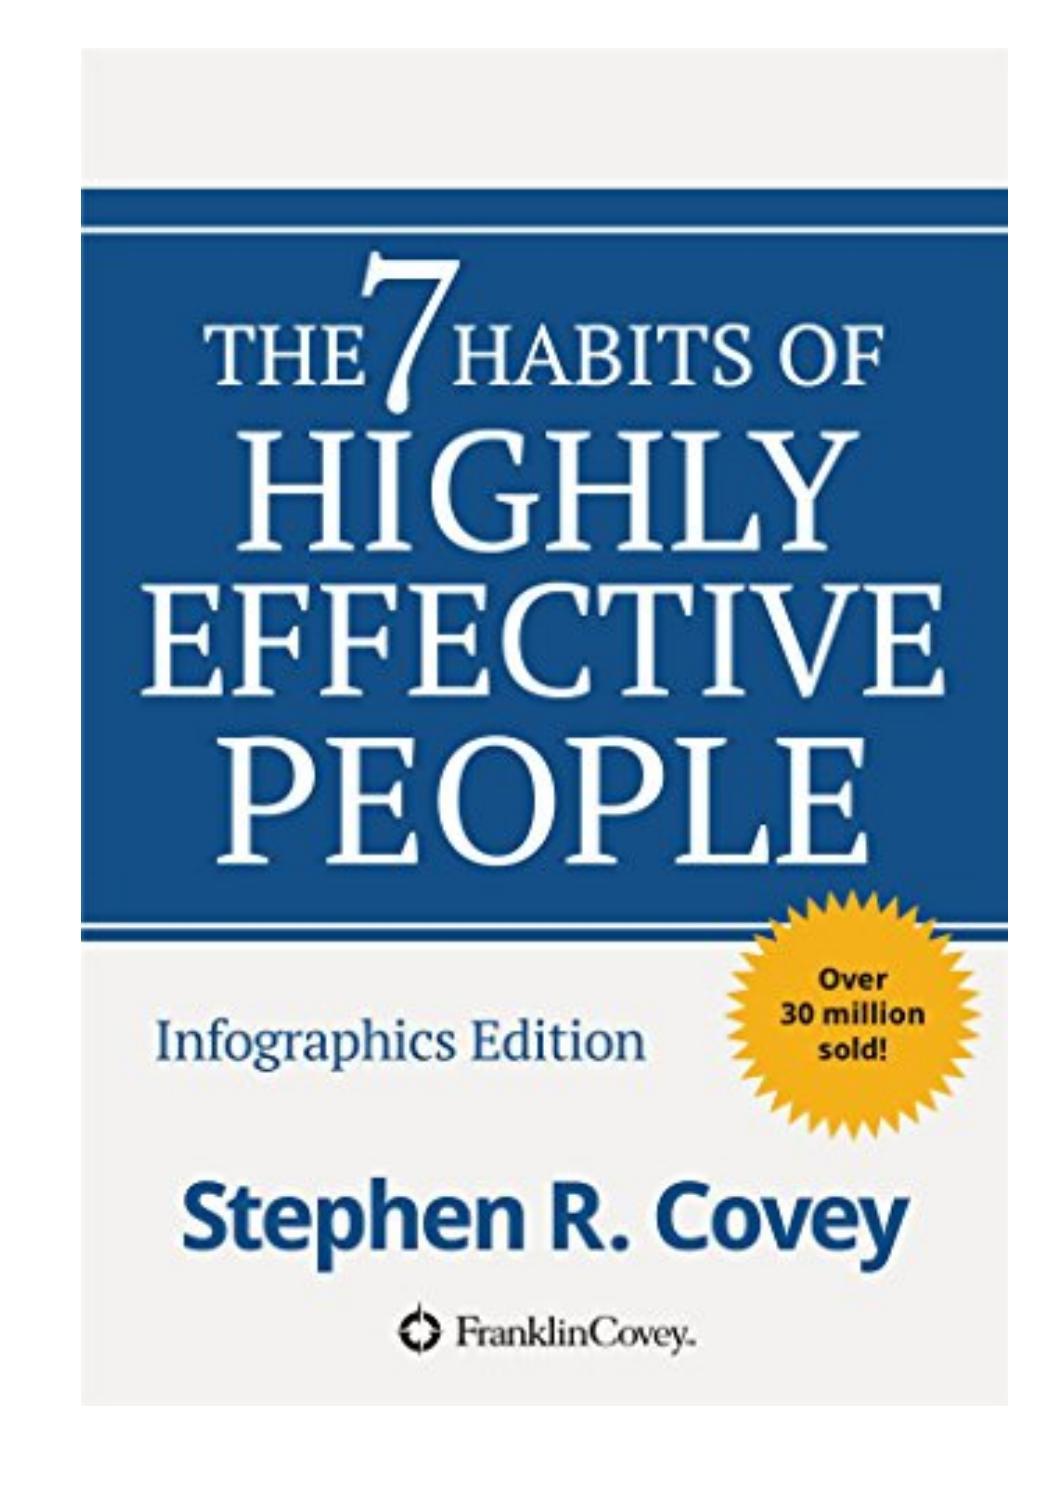 THE 7 HABITS OF
HIGHLY
EFFECTIVE
PEOPLE
Over
30 million
sold!
Infographics Edition
Stephen R. Covey
FranklinCovey